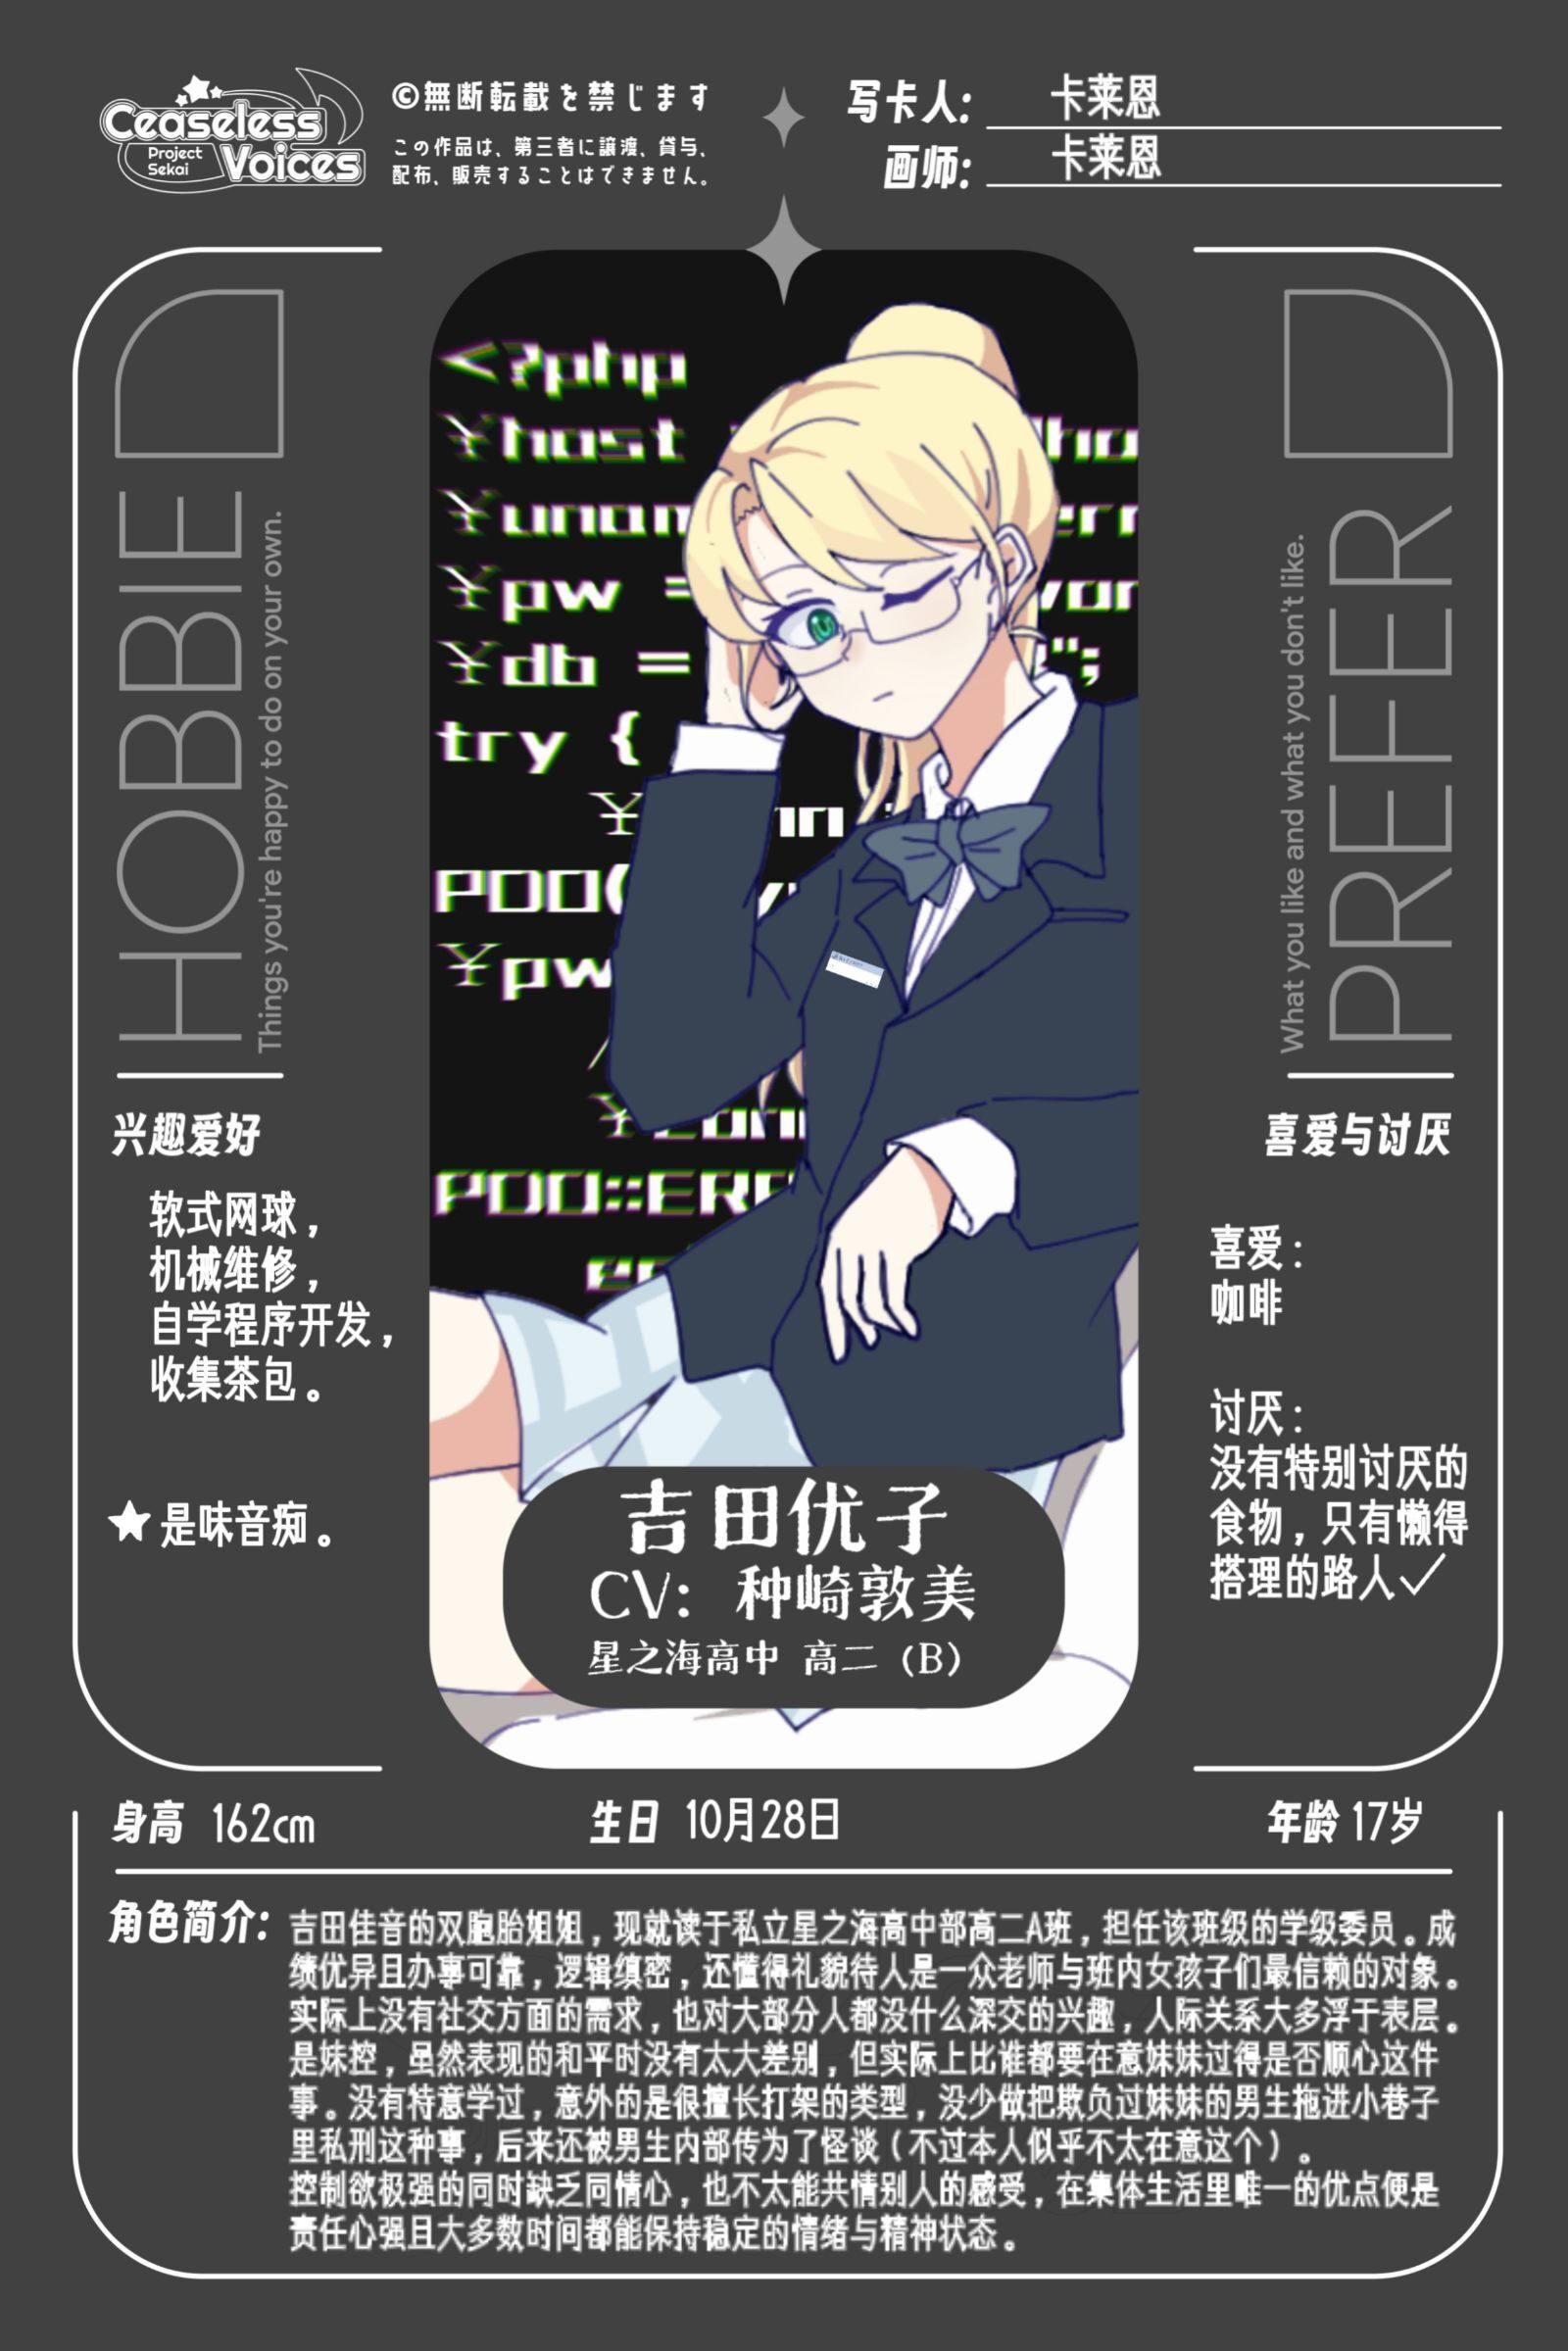 Ceaseless
Project
Sekai
Voices
©無断転載を禁じます
この作品は、第三者に譲渡、貸与、
配布、販売することはできません。
写卡人: 卡莱恩
画师: 卡莱恩
HOBBIE
Things you're happy to do on your own.
兴趣爱好
软式网球，
机械维修，
自学程序开发，
收集茶包。
★是味音痴。
<?php
¥host
¥unam
¥pw =
¥db = ";
try {
PDO(
¥pw
PDO::ERR
PREFER
What you like and what you don't like.
喜爱与讨厌
喜爱：
咖啡
讨厌：
没有特别讨厌的
食物，只有懒得
搭理的路人✓
吉田优子
CV: 种崎敦美
星之海高中 高二（B）
身高 162cm
生日 10月28日
年龄 17岁
角色简介: 吉田佳音的双胞胎姐姐，现就读于私立星之海高中部高二A班，担任该班级的学级委员。成
绩优异且办事可靠，逻辑缜密，还懂得礼貌待人是一众老师与班内女孩子们最信赖的对象。
实际上没有社交方面的需求，也对大部分人都没什么深交的兴趣，人际关系大多浮于表层。
是妹控，虽然表现的和平时没有太大差别，但实际上比谁都要在意妹妹过得是否顺心这件
事。没有特意学过，意外的是很擅长打架的类型，没少做把欺负过妹妹的男生拖进小巷子
里私刑这种事，后来还被男生内部传为了怪谈（不过本人似乎不太在意这个）。
控制欲极强的同时缺乏同情心，也不太能共情别人的感受，在集体生活里唯一的优点便是
责任心强且大多数时间都能保持稳定的情绪与精神状态。